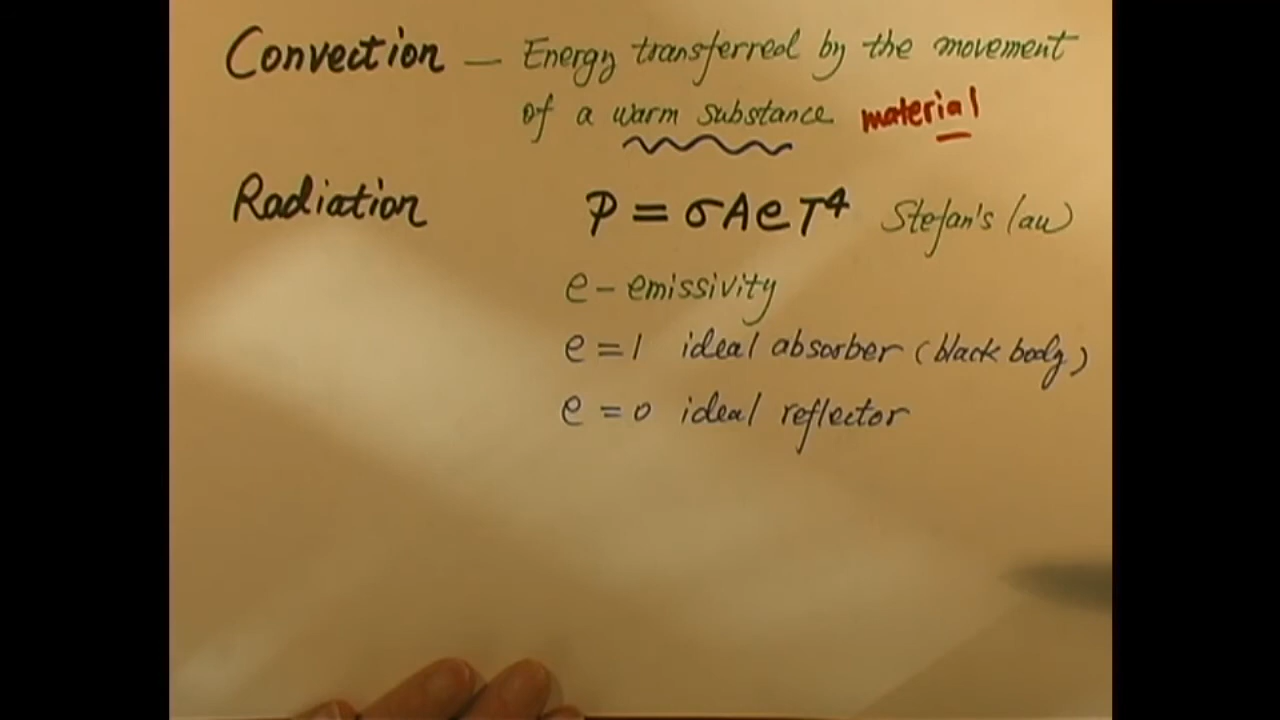 Convection — Energy transferred by the movement
of a warm substance material
Radiation P = σAeT⁴ Stefan's law
e – emissivity
e = 1 ideal absorber (black body)
e = 0 ideal reflector